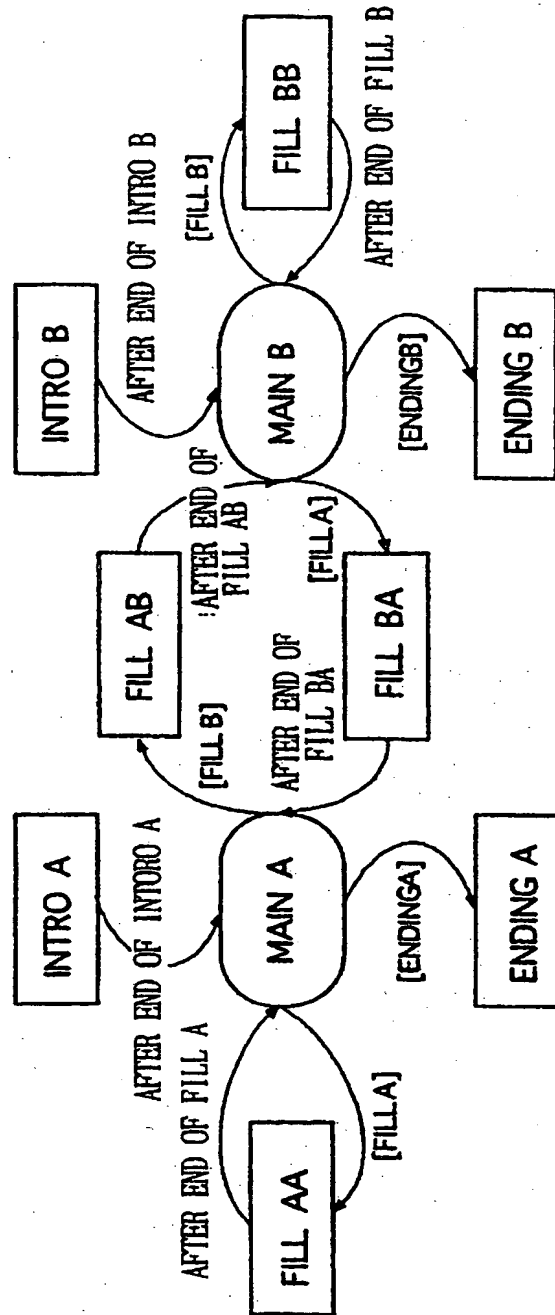 INTRO A
INTRO B
AFTER END OF INTORO A
AFTER END OF INTRO B
AFTER END OF FILL A
[FILL B]
FILL AB
:AFTER END OF
FILL AB
[FILL B]
FILL AA
MAIN A
MAIN B
FILL BB
[FILL A]
AFTER END OF
FILL BA
[FILL A]
AFTER END OF FILL B
FILL BA
[ENDINGA]
[ENDINGB]
ENDING A
ENDING B